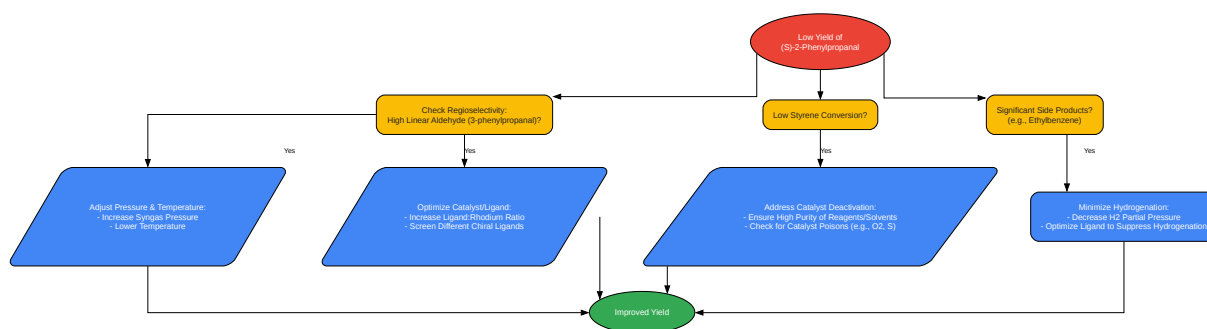 Low Yield of
(S)-2-Phenylpropanal
Check Regioselectivity:
High Linear Aldehyde (3-phenylpropanal)?
Low Styrene Conversion?
Significant Side Products?
(e.g., Ethylbenzene)
Yes
Yes
Yes
Yes
Adjust Pressure & Temperature:
- Increase Syngas Pressure
- Lower Temperature
Optimize Catalyst/Ligand:
- Increase Ligand:Rhodium Ratio
- Screen Different Chiral Ligands
Address Catalyst Deactivation:
- Ensure High Purity of Reagents/Solvents
- Check for Catalyst Poisons (e.g., O2, S)
Minimize Hydrogenation:
- Decrease H2 Partial Pressure
- Optimize Ligand to Suppress Hydrogenation
Improved Yield